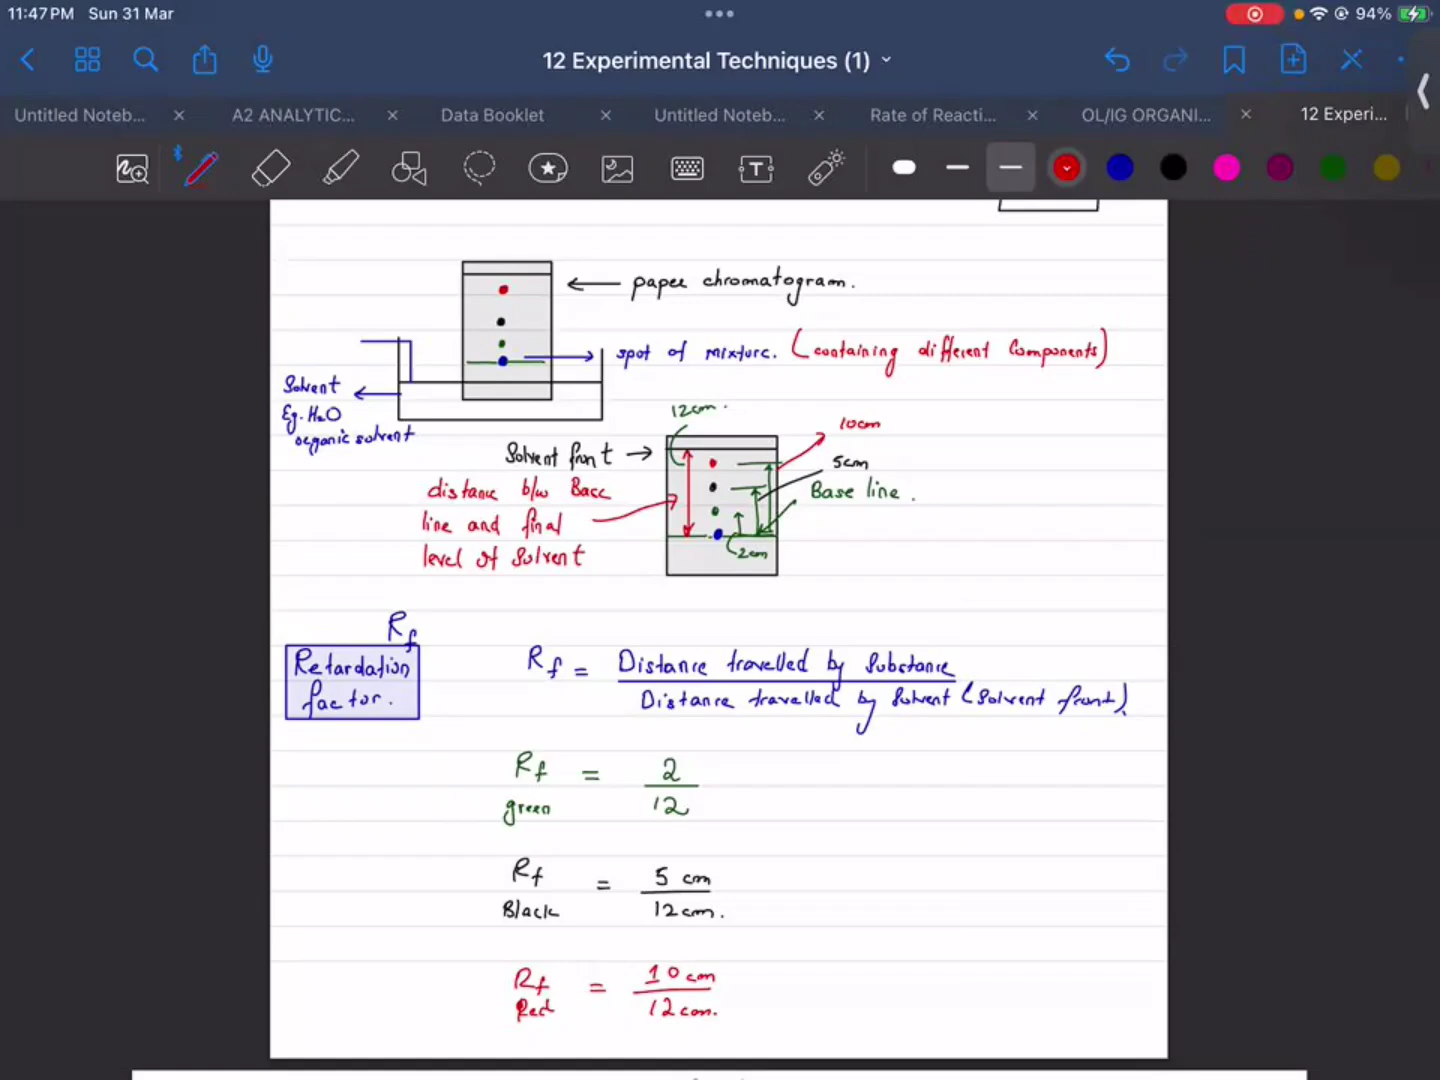 11:47 PM Sun 31 Mar
94%
12 Experimental Techniques (1)
Untitled Noteb...
A2 ANALYTIC...
Data Booklet
Untitled Noteb...
Rate of Reacti...
OL/IG ORGANI...
12 Experi...
paper chromatogram.
spot of mixture. (containing different Components)
Solvent
Eg. H2O
organic solvent
12cm.
10cm
Solvent front
5cm
distance b/w Base
Base line.
line and final
level of Solvent
2cm
Rf
Retardation
factor.
Rf = Distance travelled by Substance
Distance travelled by Solvent (Solvent front).
Rf = 2
green 12
Rf = 5 cm
Black 12 cm.
Rf = 10 cm
Red 12 cm.